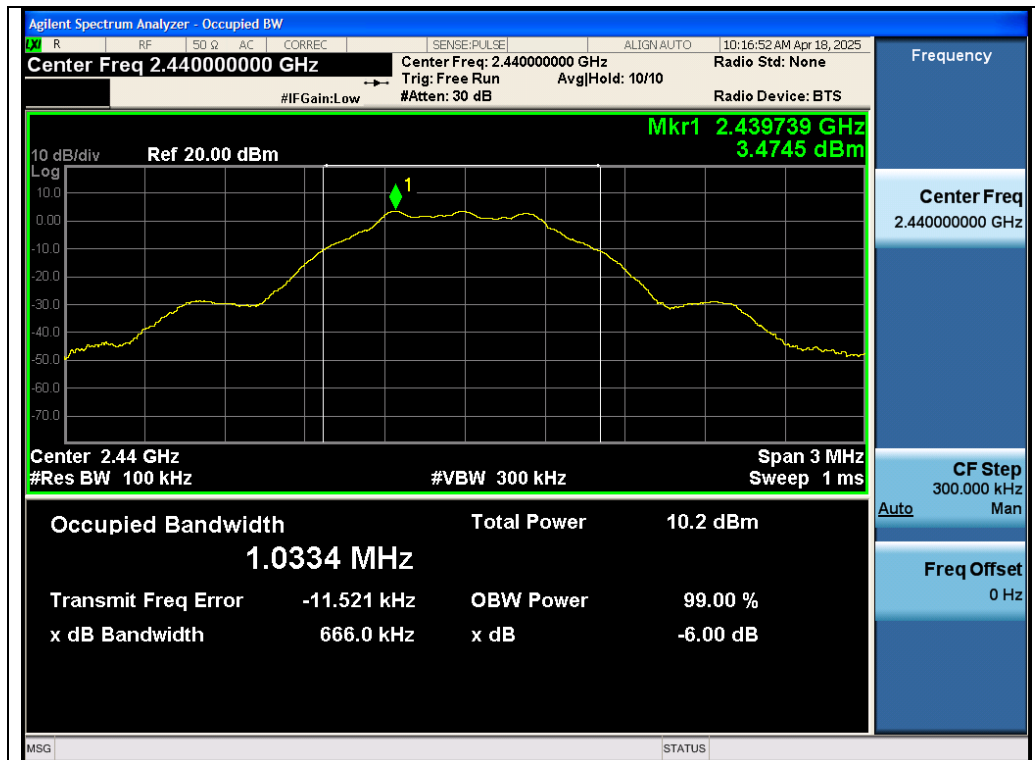 Agilent Spectrum Analyzer - Occupied BW
LXI R RF 50 Ω AC CORREC SENSE:PULSE ALIGN AUTO 10:16:52 AM Apr 18, 2025
Center Freq 2.440000000 GHz
Center Freq: 2.440000000 GHz
Radio Std: None
Trig: Free Run Avg|Hold: 10/10
#IFGain:Low
#Atten: 30 dB
Radio Device: BTS
Mkr1 2.439739 GHz
3.4745 dBm
10 dB/div Ref 20.00 dBm
Log
1
10.0
0.00
-10.0
-20.0
-30.0
-40.0
-50.0
-60.0
-70.0
Center 2.44 GHz Span 3 MHz
#Res BW 100 kHz #VBW 300 kHz Sweep 1 ms
Occupied Bandwidth Total Power 10.2 dBm
1.0334 MHz
Transmit Freq Error -11.521 kHz OBW Power 99.00 %
x dB Bandwidth 666.0 kHz x dB -6.00 dB
Frequency
Center Freq
2.440000000 GHz
CF Step
300.000 kHz
Auto Man
Freq Offset
0 Hz
MSG STATUS